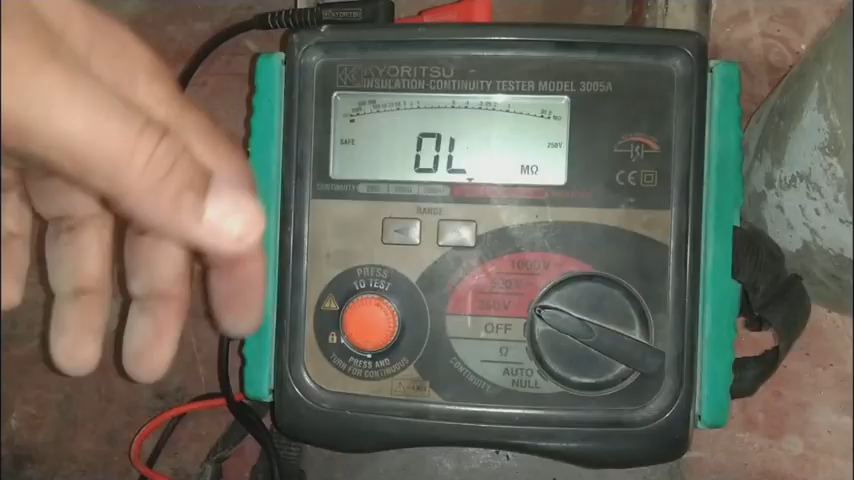 KYORITSU
KYORITSU
INSULATION-CONTINUITY TESTER MODEL 3005A
SAFE
OL
250V
MΩ
CONTINUITY
CE
RANGE
PRESS
TO TEST
PRESS AND
TURN FOR CONTINUOUS
1000V
500V
250V
OFF
Ω
AUTO
NULL
CONTINUITY